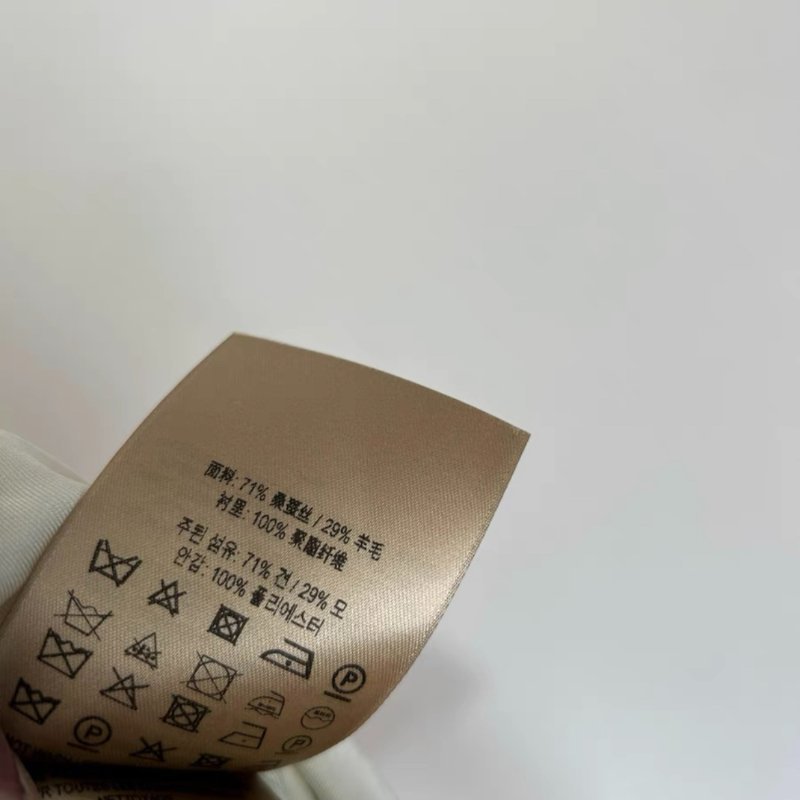 面料: 71% 桑蚕丝 / 29% 羊毛
衬里: 100% 聚酯纤维
주된 섬유: 71% 견 / 29% 모
안감: 100% 폴리에스터
P
P
P